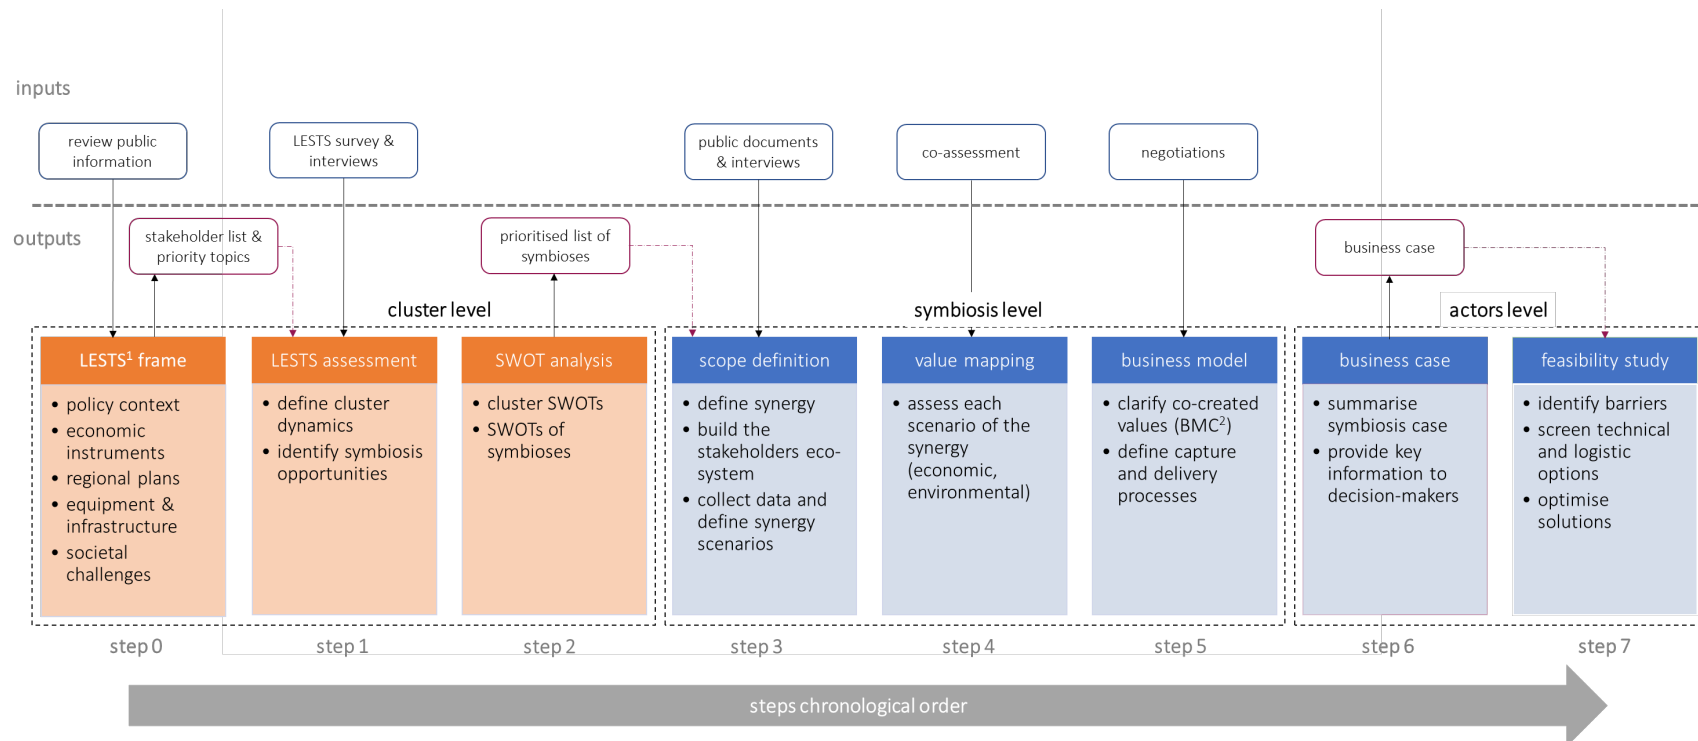 inputs
review public
information
LESTS survey &
interviews
public documents
& interviews
co-assessment
negotiations
outputs
stakeholder list &
priority topics
prioritised list of
symbioses
business case
cluster level
symbiosis level
actors level
LESTS¹ frame
• policy context
• economic
instruments
• regional plans
• equipment &
infrastructure
• societal
challenges
LESTS assessment
• define cluster
dynamics
• identify symbiosis
opportunities
SWOT analysis
• cluster SWOTs
• SWOTs of
symbioses
scope definition
• define synergy
• build the
stakeholders eco-
system
• collect data and
define synergy
scenarios
value mapping
• assess each
scenario of the
synergy
(economic,
environmental)
business model
• clarify co-created
values (BMC²)
• define capture
and delivery
processes
business case
• summarise
symbiosis case
• provide key
information to
decision-makers
feasibility study
• identify barriers
• screen technical
and logistic
options
• optimise
solutions
step 0
step 1
step 2
step 3
step 4
step 5
step 6
step 7
steps chronological order